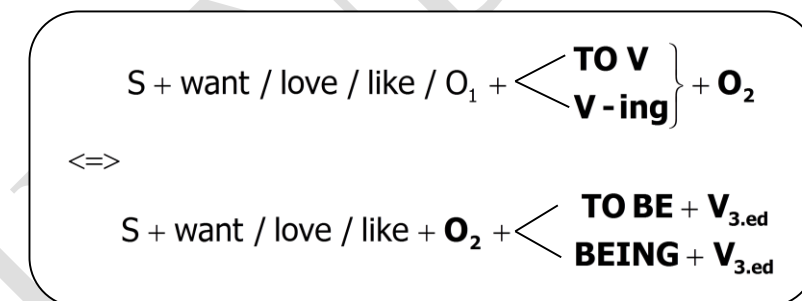 S + want / love / like / O₁ + < TO V } + O₂
V - ing
<=>
S + want / love / like + O₂ + < TO BE + V₃.ed
BEING + V₃.ed